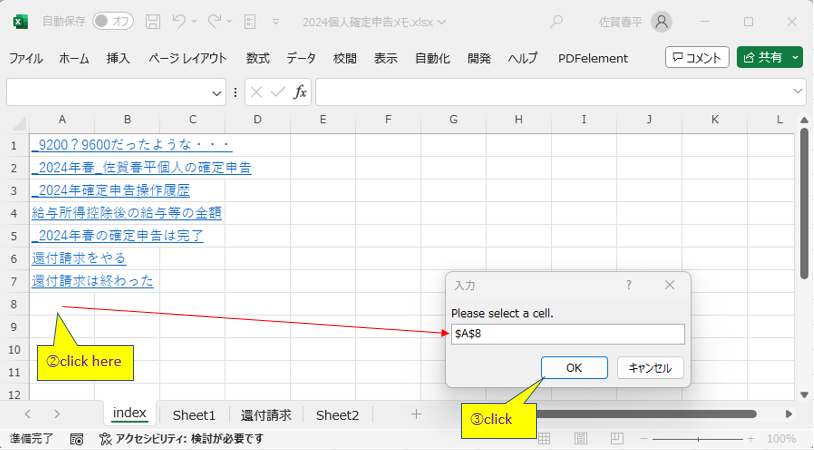 自動保存 オフ 2024個人確定申告メモ.xlsx 佐賀春平
ファイル ホーム 挿入 ページ レイアウト 数式 データ 校閲 表示 自動化 開発 ヘルプ PDFelement コメント 共有
fx
A B C D E F G H I J K L
1 _9200？9600だったような・・・
2 _2024年春_佐賀春平個人の確定申告
3 _2024年確定申告操作履歴
4 給与所得控除後の給与等の金額
5 _2024年春の確定申告は完了
6 還付請求をやる
7 還付請求は終わった
8
9
10
11
12
入力 ?
Please select a cell.
$A$8
OK キャンセル
②click here
③click
index Sheet1 還付請求 Sheet2
準備完了 アクセシビリティ: 検討が必要です 100%